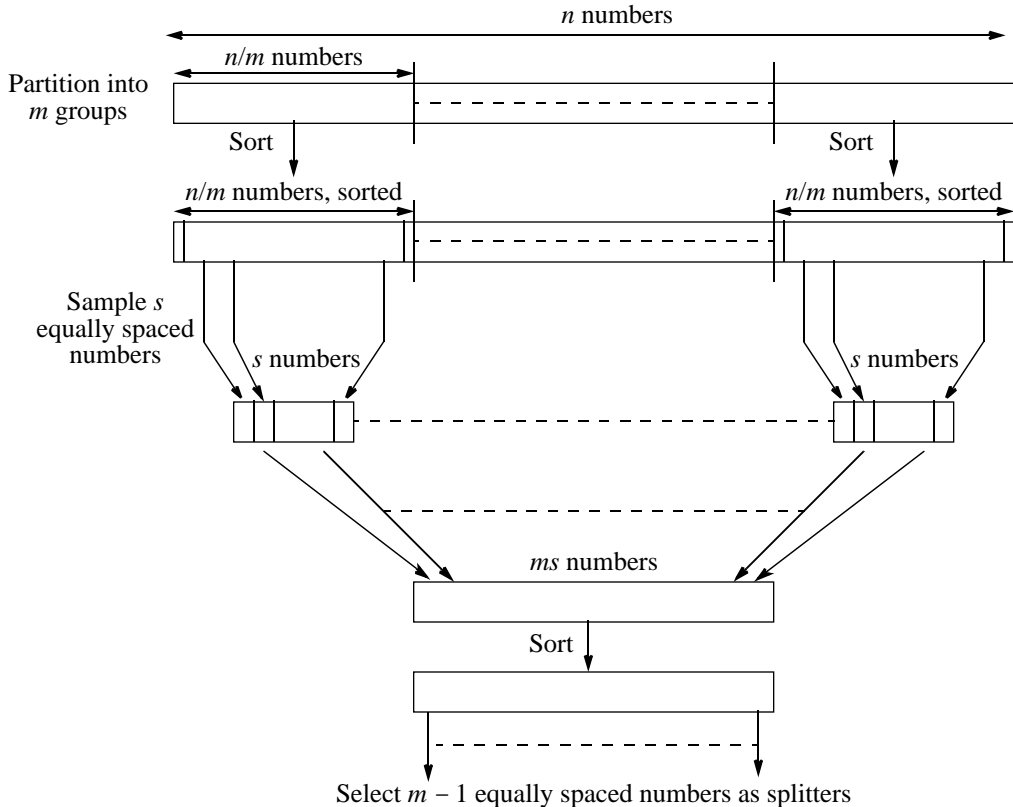 n numbers
n/m numbers
Partition into
m groups
Sort
Sort
n/m numbers, sorted
n/m numbers, sorted
Sample s
equally spaced
numbers
s numbers
s numbers
ms numbers
Sort
Select m − 1 equally spaced numbers as splitters